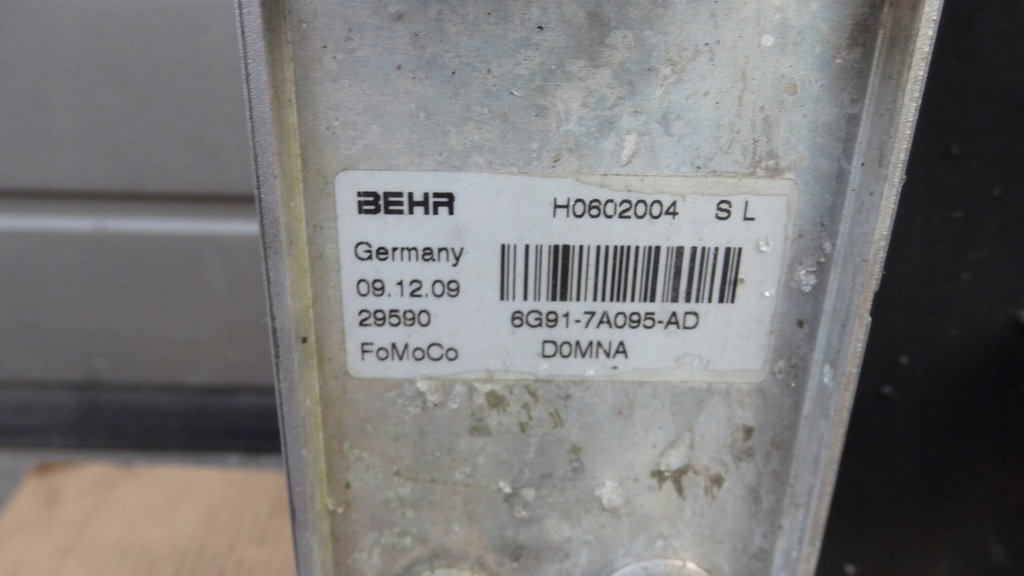 BEHR H0602004 S L
Germany
09.12.09
29590 6G91-7A095-AD
FoMoCo D0MNA